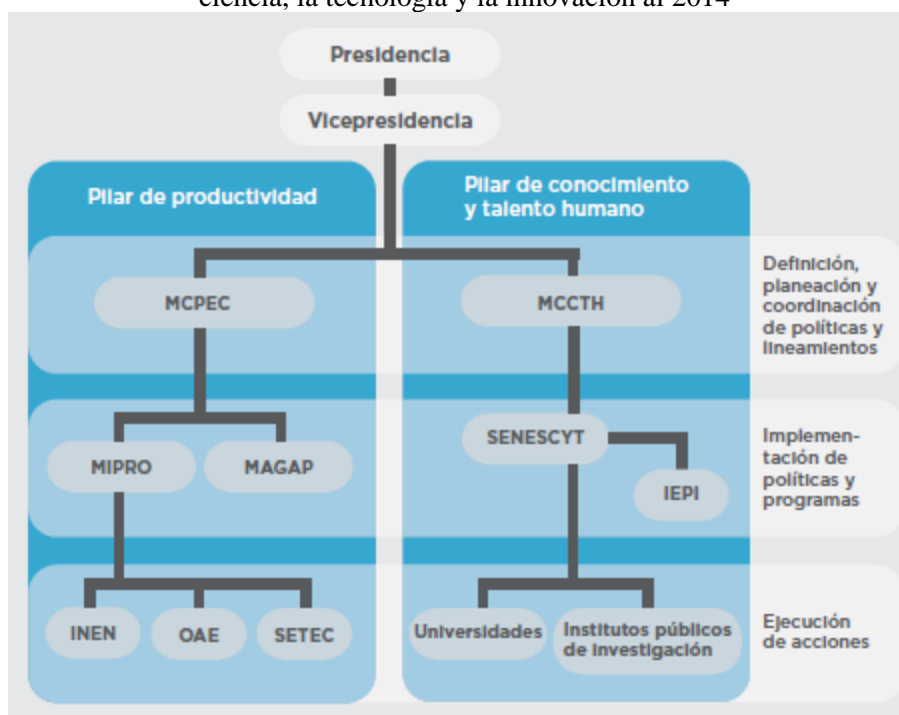 ciencia, la tecnología y la innovación al 2014
Presidencia
Vicepresidencia
Pilar de productividad
Pilar de conocimiento
y talento humano
Definición,
planeación y
coordinación
de políticas y
lineamientos
MCPEC
MCCTH
Implemen-
tación de
políticas y
programas
MIPRO
MAGAP
SENESCYT
IEPI
Ejecución
de acciones
INEN
OAE
SETEC
Universidades
Institutos públicos
de investigación